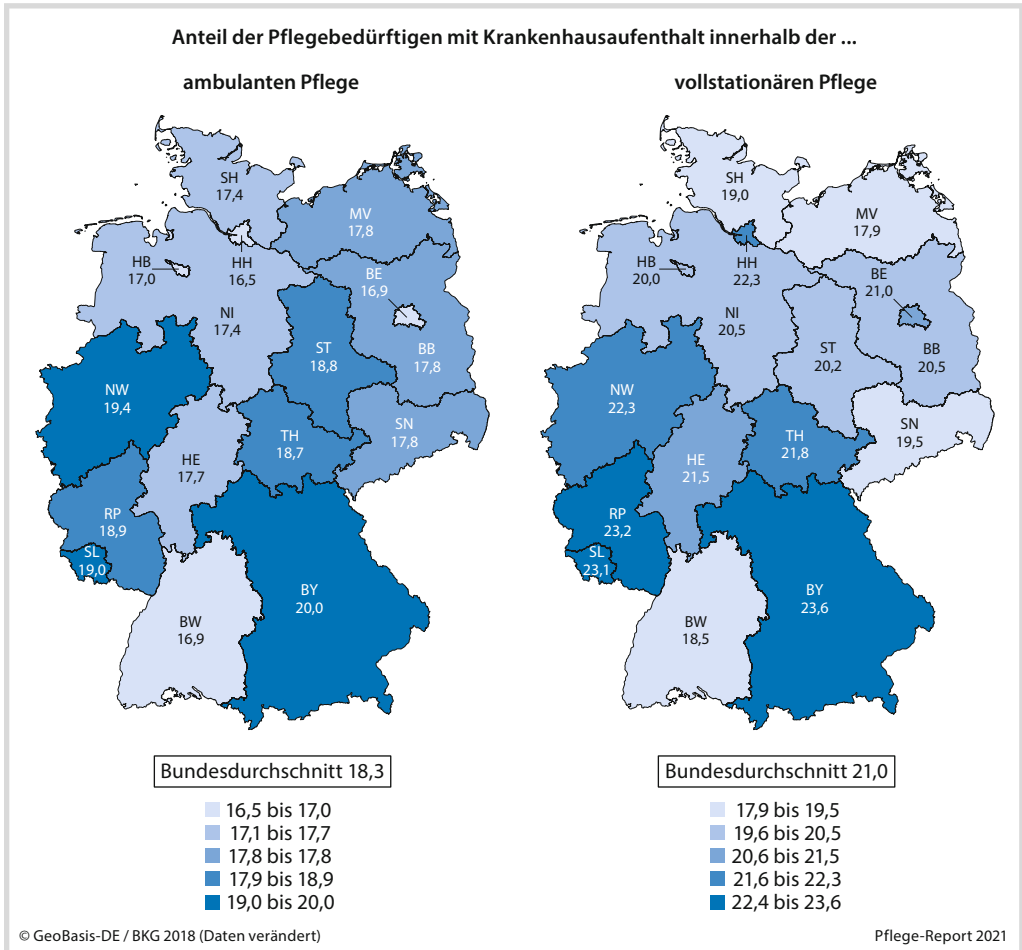 Anteil der Pflegebedürftigen mit Krankenhausaufenthalt innerhalb der ...
ambulanten Pflege
SH
17,4
MV
17,8
HB
17,0
HH
16,5
BE
16,9
NI
17,4
ST
18,8
BB
17,8
NW
19,4
SN
17,8
TH
18,7
HE
17,7
RP
18,9
SL
19,0
BY
20,0
BW
16,9
Bundesdurchschnitt 18,3
16,5 bis 17,0
17,1 bis 17,7
17,8 bis 17,8
17,9 bis 18,9
19,0 bis 20,0
vollstationären Pflege
SH
19,0
MV
17,9
HB
20,0
HH
22,3
BE
21,0
NI
20,5
ST
20,2
BB
20,5
NW
22,3
SN
19,5
TH
21,8
HE
21,5
RP
23,2
SL
23,1
BY
23,6
BW
18,5
Bundesdurchschnitt 21,0
17,9 bis 19,5
19,6 bis 20,5
20,6 bis 21,5
21,6 bis 22,3
22,4 bis 23,6
© GeoBasis-DE / BKG 2018 (Daten verändert)
Pflege-Report 2021